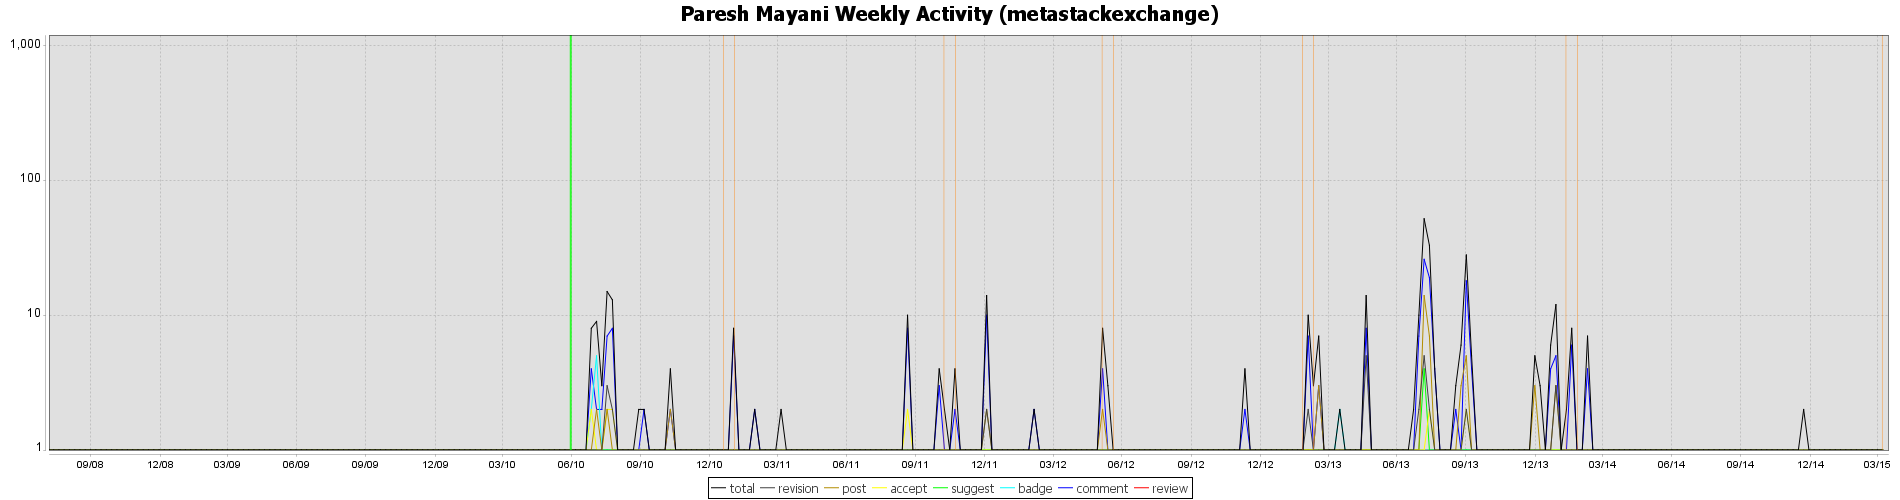 Paresh Mayani Weekly Activity (metastackexchange)
1,000
100
10
1
09/08 12/08 03/09 06/09 09/09 12/09 03/10 06/10 09/10 12/10 03/11 06/11 09/11 12/11 03/12 06/12 09/12 12/12 03/13 06/13 09/13 12/13 03/14 06/14 09/14 12/14 03/15
total revision post accept suggest badge comment review